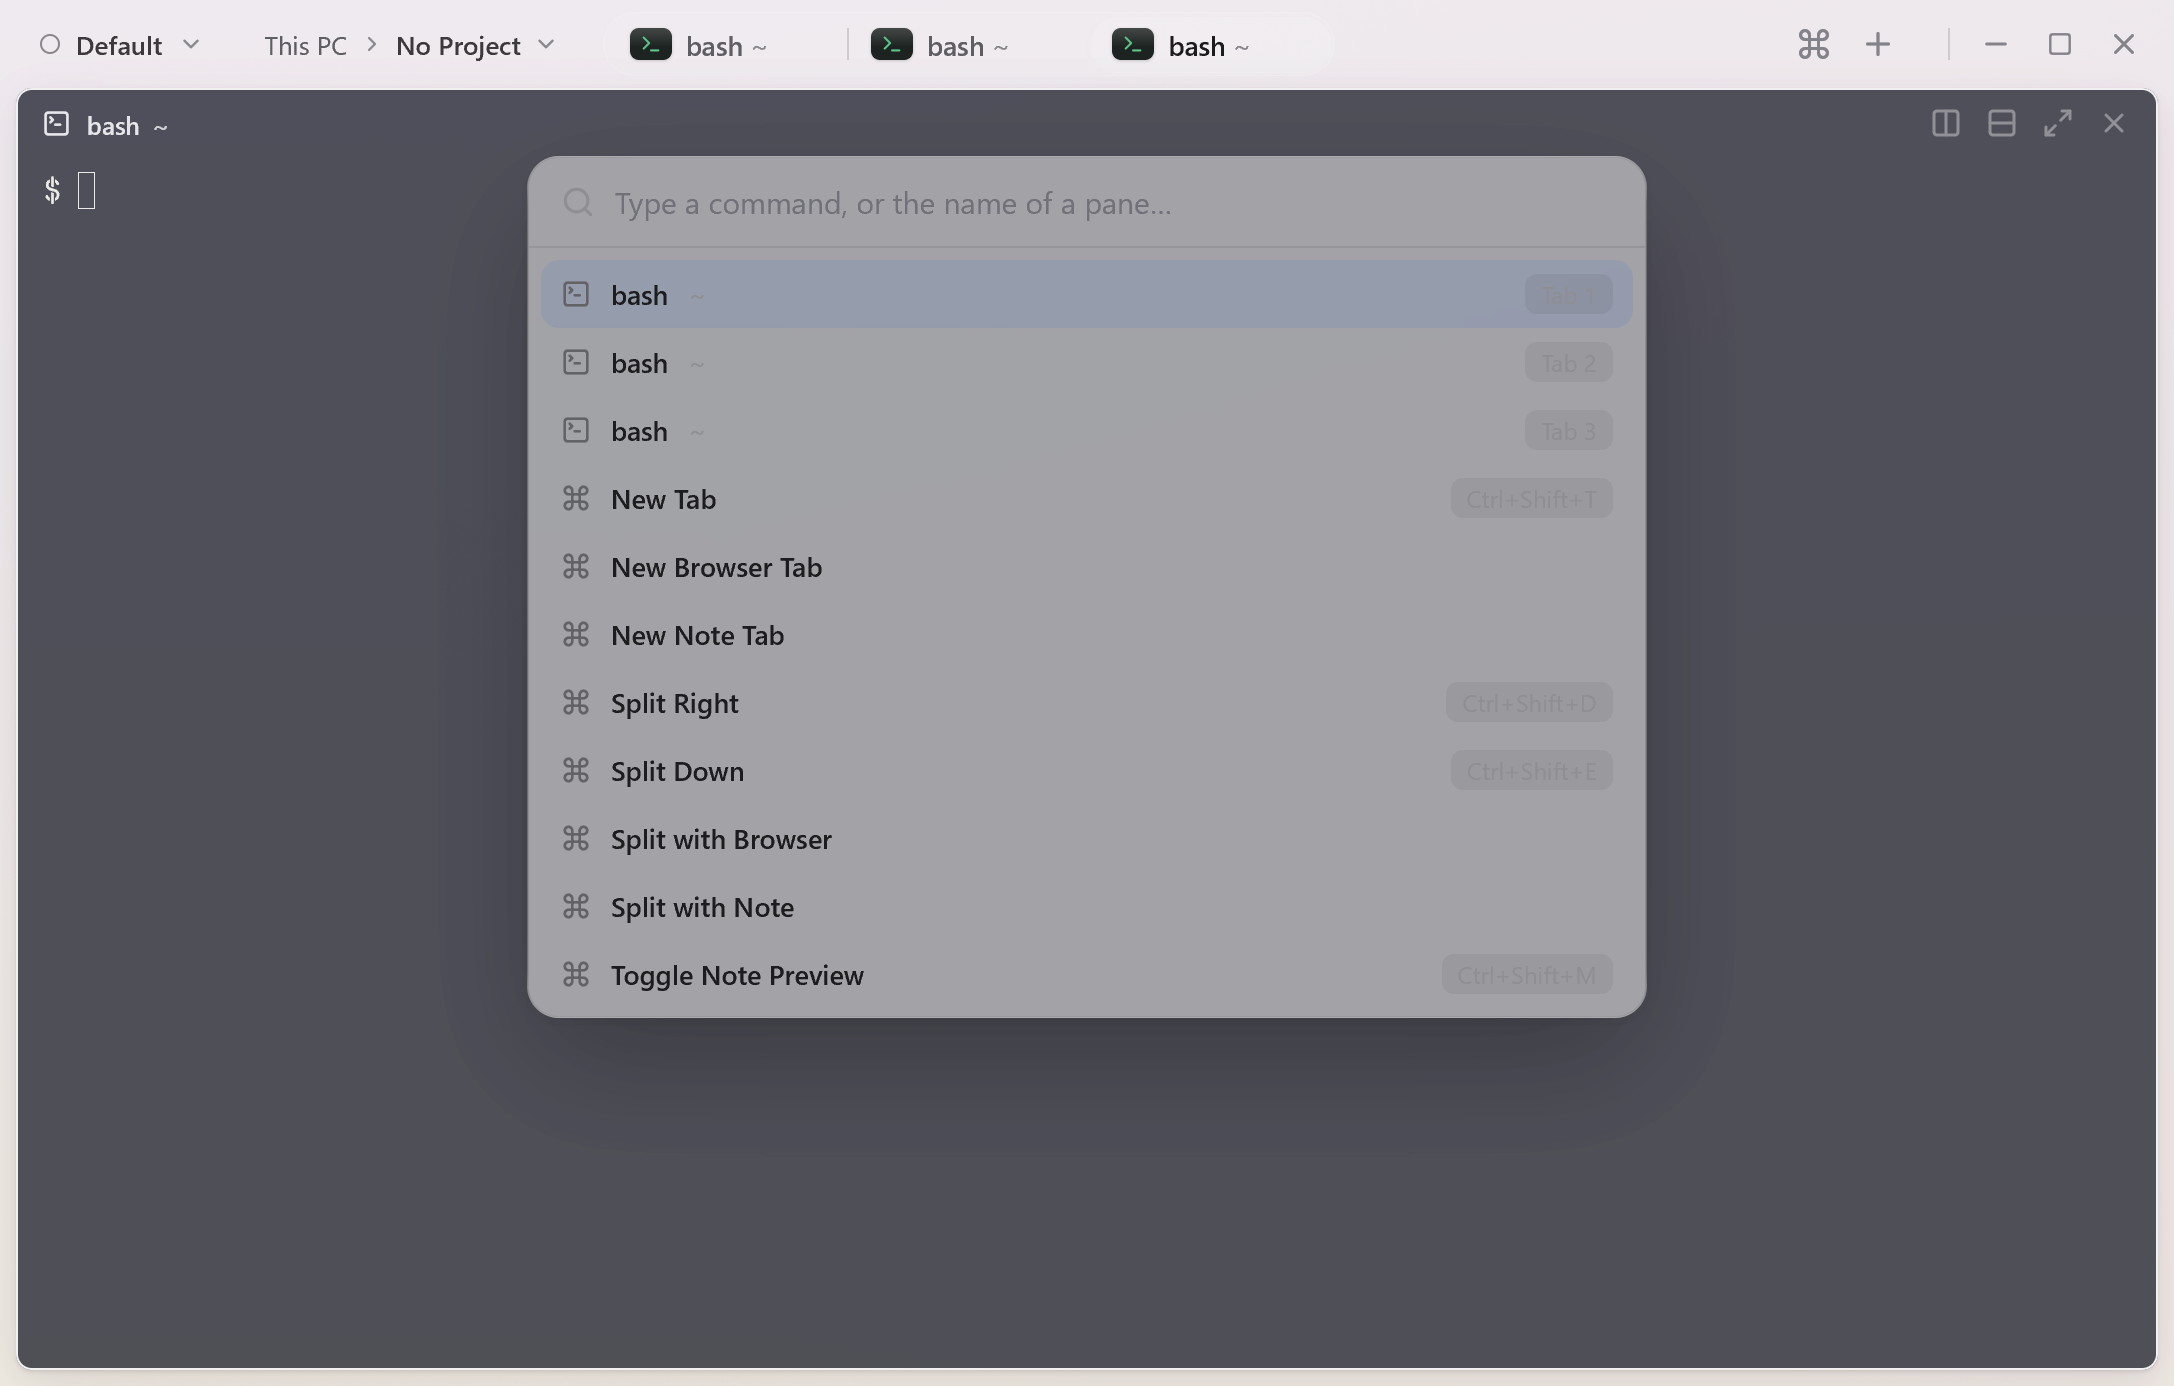 Default This PC > No Project bash ~ bash ~ bash ~
bash ~
$
Type a command, or the name of a pane...
bash ~ Tab 1
bash ~ Tab 2
bash ~ Tab 3
New Tab Ctrl+Shift+T
New Browser Tab
New Note Tab
Split Right Ctrl+Shift+D
Split Down Ctrl+Shift+E
Split with Browser
Split with Note
Toggle Note Preview Ctrl+Shift+M